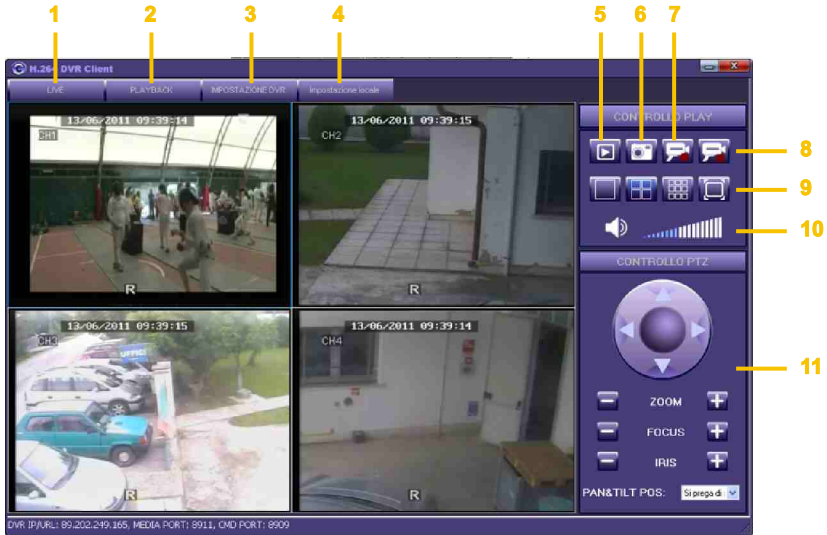 1 2 3 4 5 6 7
H.264 DVR Client
LIVE PLAYBACK IMPOSTAZIONE DVR Impostazione locale
CONTROLLO PLAY
13/06/2011 09:39:14
CH1
R
13/06/2011 09:39:15
CH2
R
8
9
10
CONTROLLO PTZ
13/06/2011 09:39:15
CH3
UFFICI
R
13/06/2011 09:39:14
CH4
R
11
ZOOM
FOCUS
IRIS
PAN&TILT POS: Si prega di
DVR IP/URL: 89.202.249.165, MEDIA PORT: 8911, CMD PORT: 8909